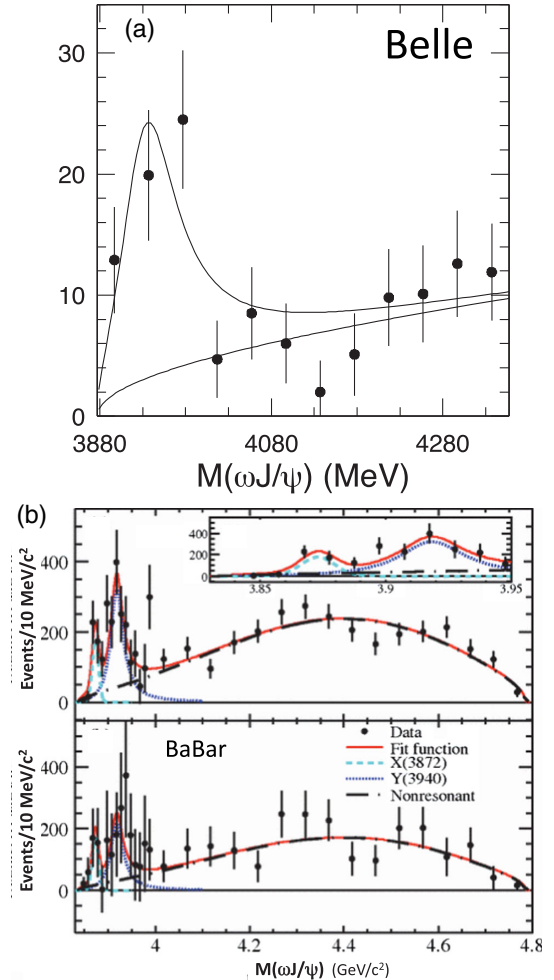 (a)
Belle
30
20
10
0
3880
4080
4280
M(ωJ/ψ) (MeV)
(b)
400
200
0
3.85
3.9
3.95
Events/10 MeV/c²
400
200
0
BaBar
Data
Fit function
X(3872)
Y(3940)
Nonresonant
Events/10 MeV/c²
400
200
0
4
4.2
4.4
4.6
4.8
M(ωJ/ψ) (GeV/c²)